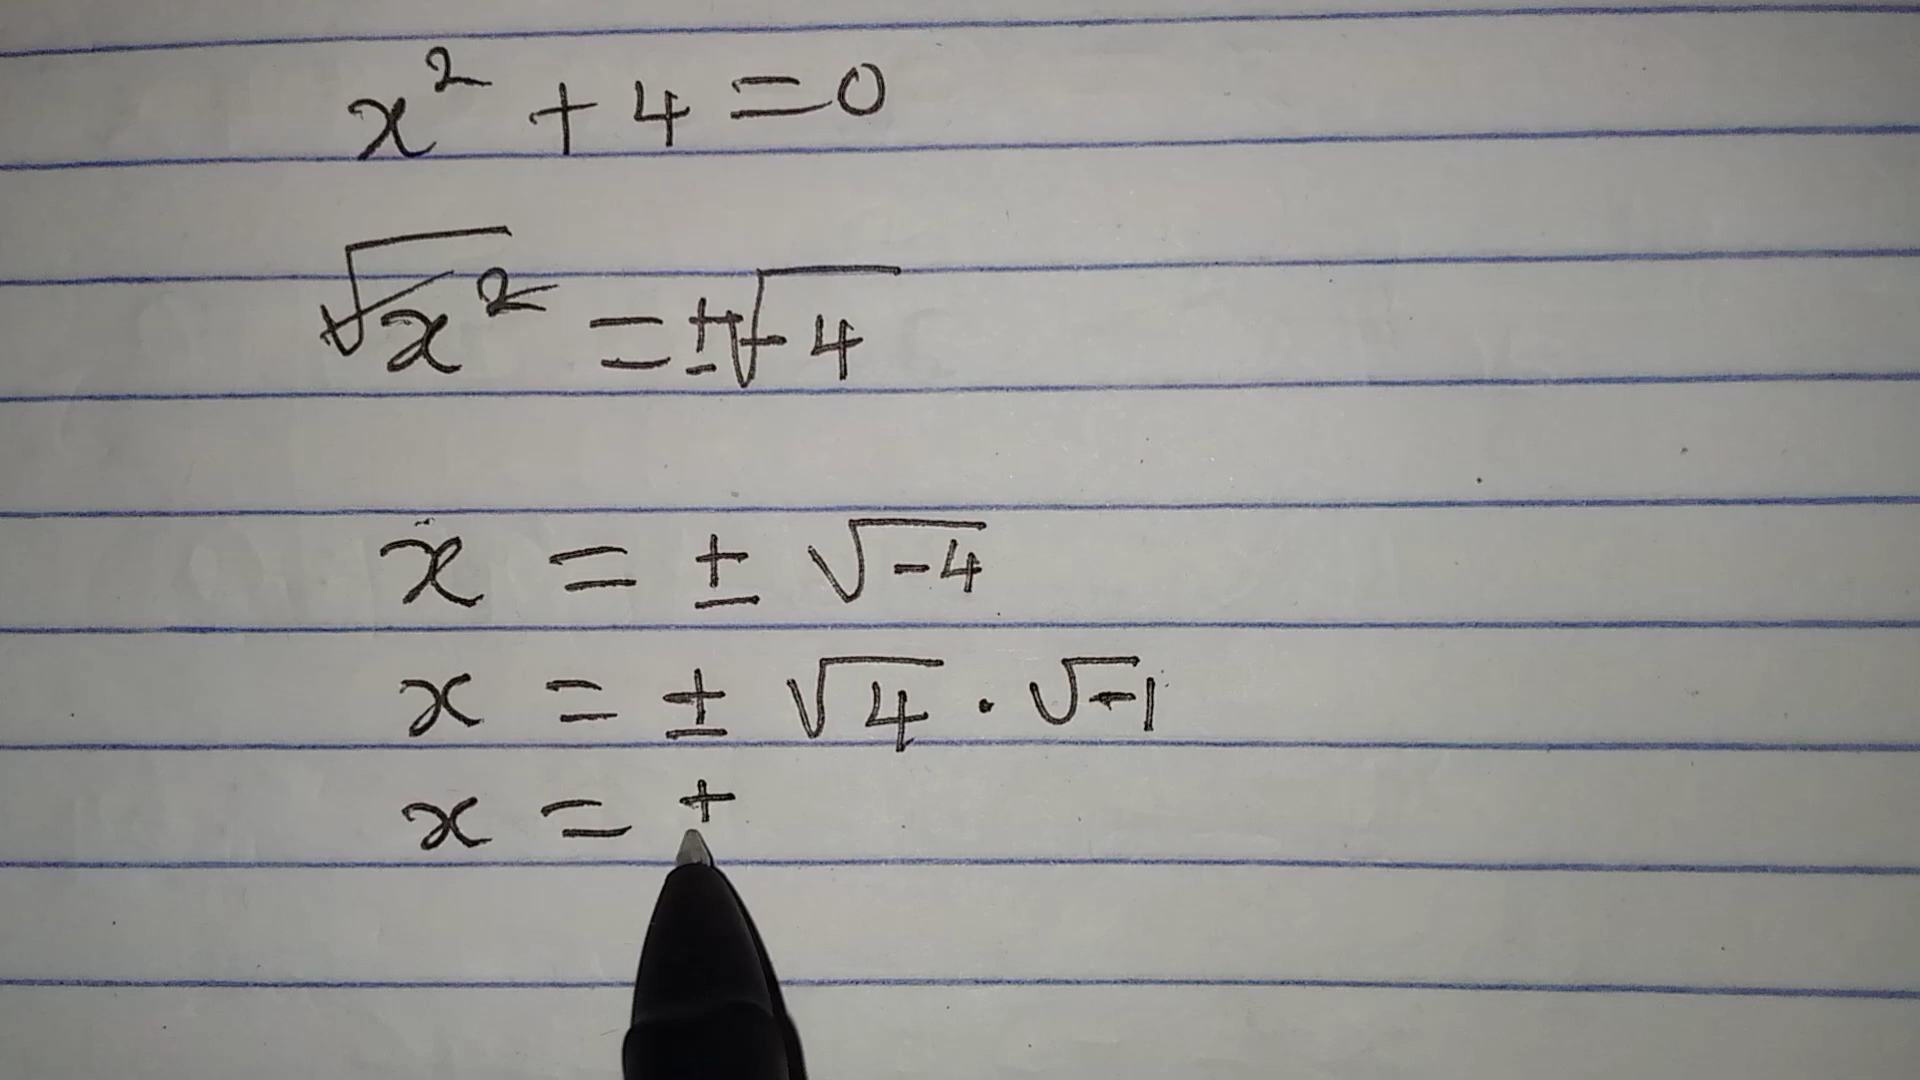 x² + 4 = 0
√x² = ±√-4
x = ± √-4
x = ± √4 · √-1
x = +